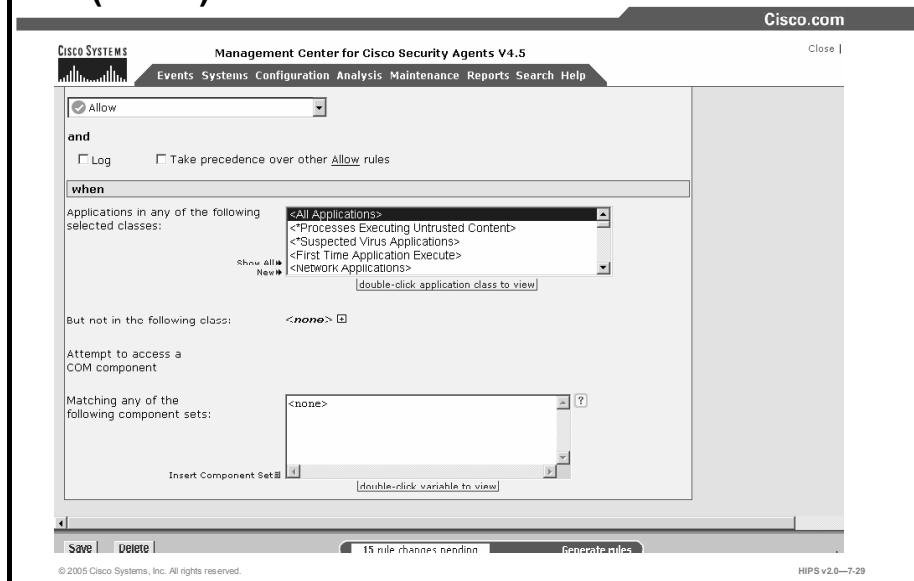 Cisco.com
CISCO SYSTEMS
Management Center for Cisco Security Agents V4.5
Close |
Events Systems Configuration Analysis Maintenance Reports Search Help
Allow
and
Log
Take precedence over other Allow rules
when
Applications in any of the following
selected classes:
<All Applications>
<*Processes Executing Untrusted Content>
<*Suspected Virus Applications>
<First Time Application Execute>
<Network Applications>
Show All
New
double-click application class to view
But not in the following class:
<none>
Attempt to access a
COM component
Matching any of the
following component sets:
<none>
?
Insert Component Set
double-click variable to view
Save
Delete
15 rule changes pending
Generate rules
© 2005 Cisco Systems, Inc. All rights reserved.
HIPS v2.0—7-29